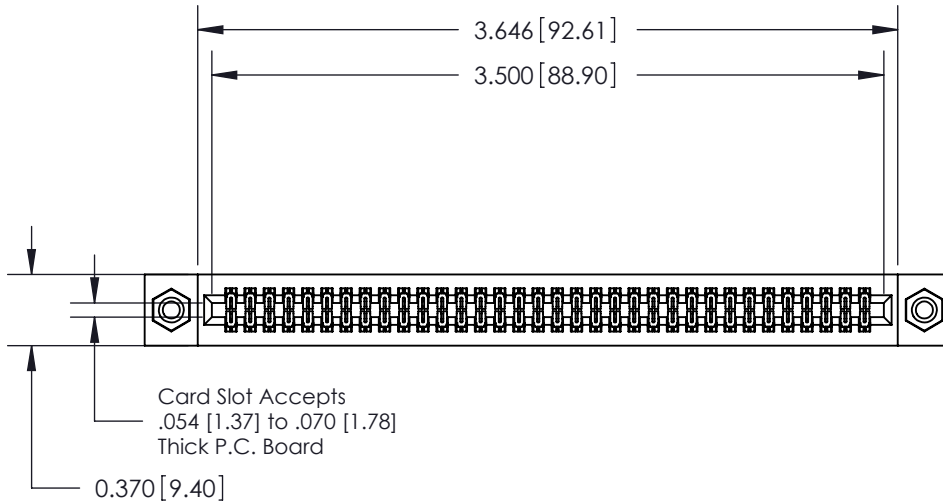 3.646 [92.61]
3.500 [88.90]
Card Slot Accepts
.054 [1.37] to .070 [1.78]
Thick P.C. Board
0.370 [9.40]